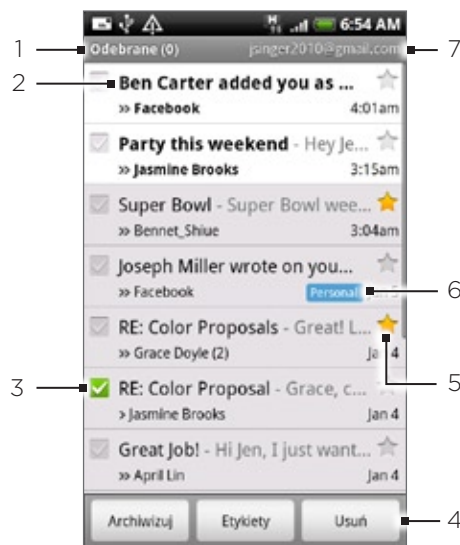 H 6:54 AM
1 Odebrane (0) jsinger2010@gmail.com 7
2 Ben Carter added you as ...
» Facebook 4:01am
Party this weekend - Hey Je...
» Jasmine Brooks 3:15am
Super Bowl - Super Bowl wee...
» Bennet_Shiue 3:04am
Joseph Miller wrote on you...
» Facebook Personal 6
RE: Color Proposals - Great! L...
» Grace Doyle (2) Jan 4 5
3 RE: Color Proposal - Grace, c...
› Jasmine Brooks Jan 4
Great Job! - Hi Jen, I just want...
» April Lin Jan 4
Archiwizuj Etykiety Usuń 4